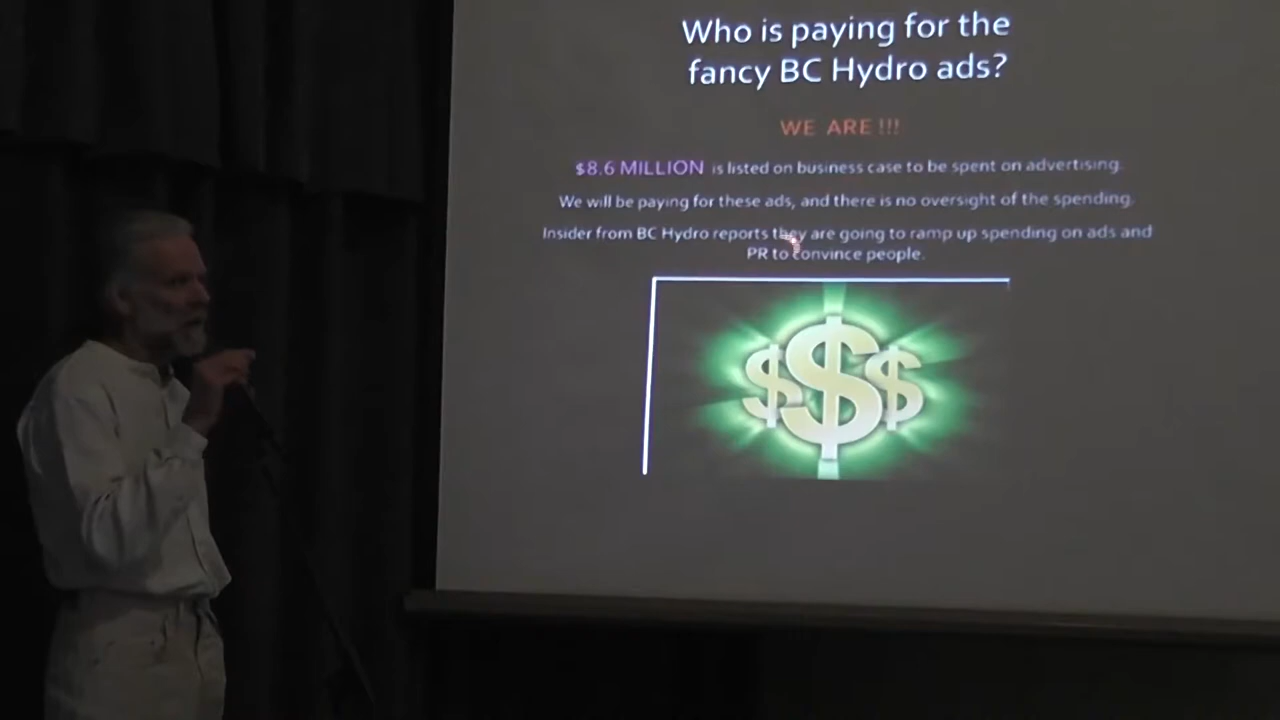 Who is paying for the
fancy BC Hydro ads?
WE ARE !!!
$8.6 MILLION is listed on business case to be spent on advertising.
We will be paying for these ads, and there is no oversight of the spending.
Insider from BC Hydro reports they are going to ramp up spending on ads and
PR to convince people.
$$$